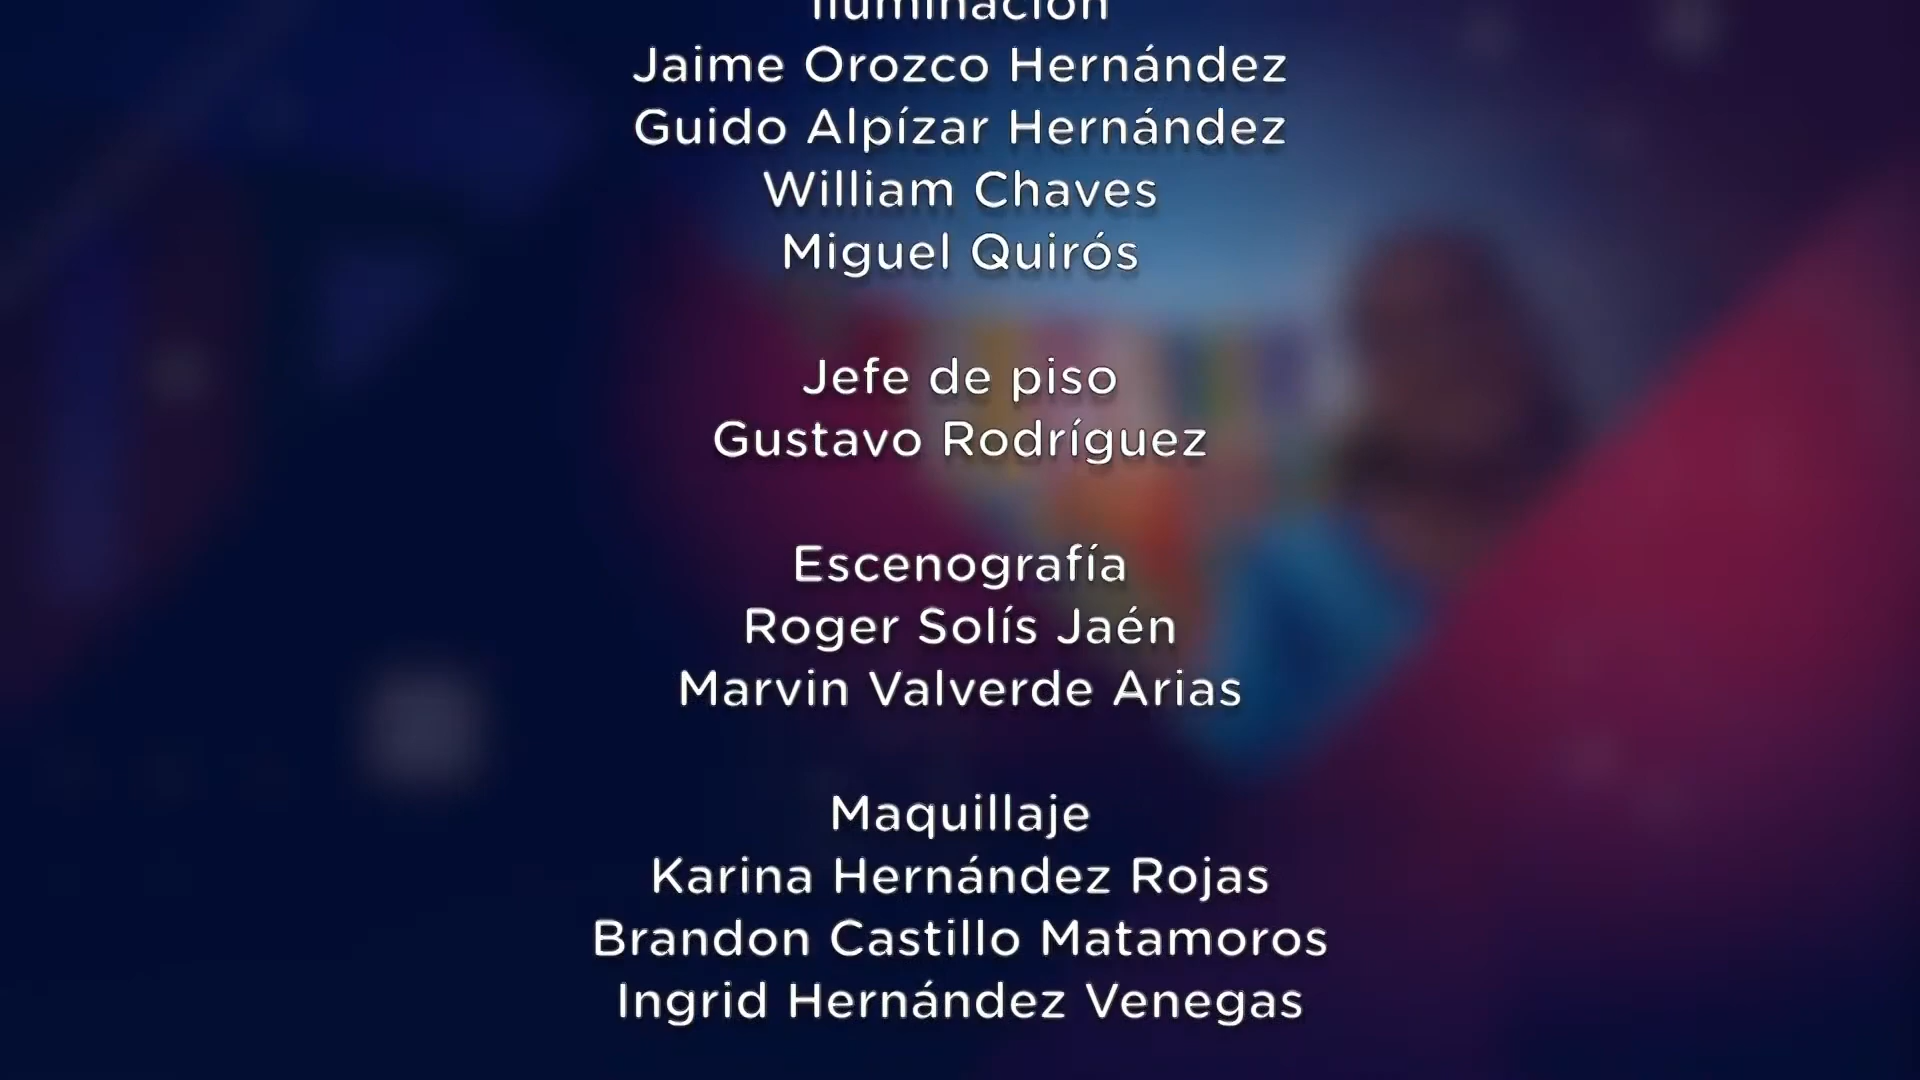 Iluminación
Jaime Orozco Hernández
Guido Alpízar Hernández
William Chaves
Miguel Quirós
Jefe de piso
Gustavo Rodríguez
Escenografía
Roger Solís Jaén
Marvin Valverde Arias
Maquillaje
Karina Hernández Rojas
Brandon Castillo Matamoros
Ingrid Hernández Venegas